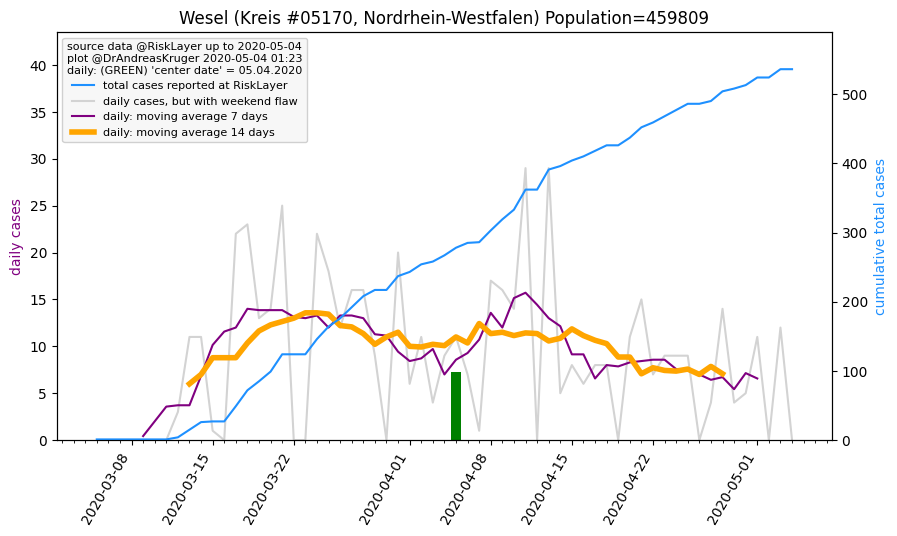 Wesel (Kreis #05170, Nordrhein-Westfalen) Population=459809
source data @RiskLayer up to 2020-05-04
plot @DrAndreasKruger 2020-05-04 01:23
daily: (GREEN) 'center date' = 05.04.2020
total cases reported at RiskLayer
daily cases, but with weekend flaw
daily: moving average 7 days
daily: moving average 14 days
daily cases
40
35
30
25
20
15
10
5
0
500
400
300
200
100
0
cumulative total cases
2020-03-08
2020-03-15
2020-03-22
2020-04-01
2020-04-08
2020-04-15
2020-04-22
2020-05-01